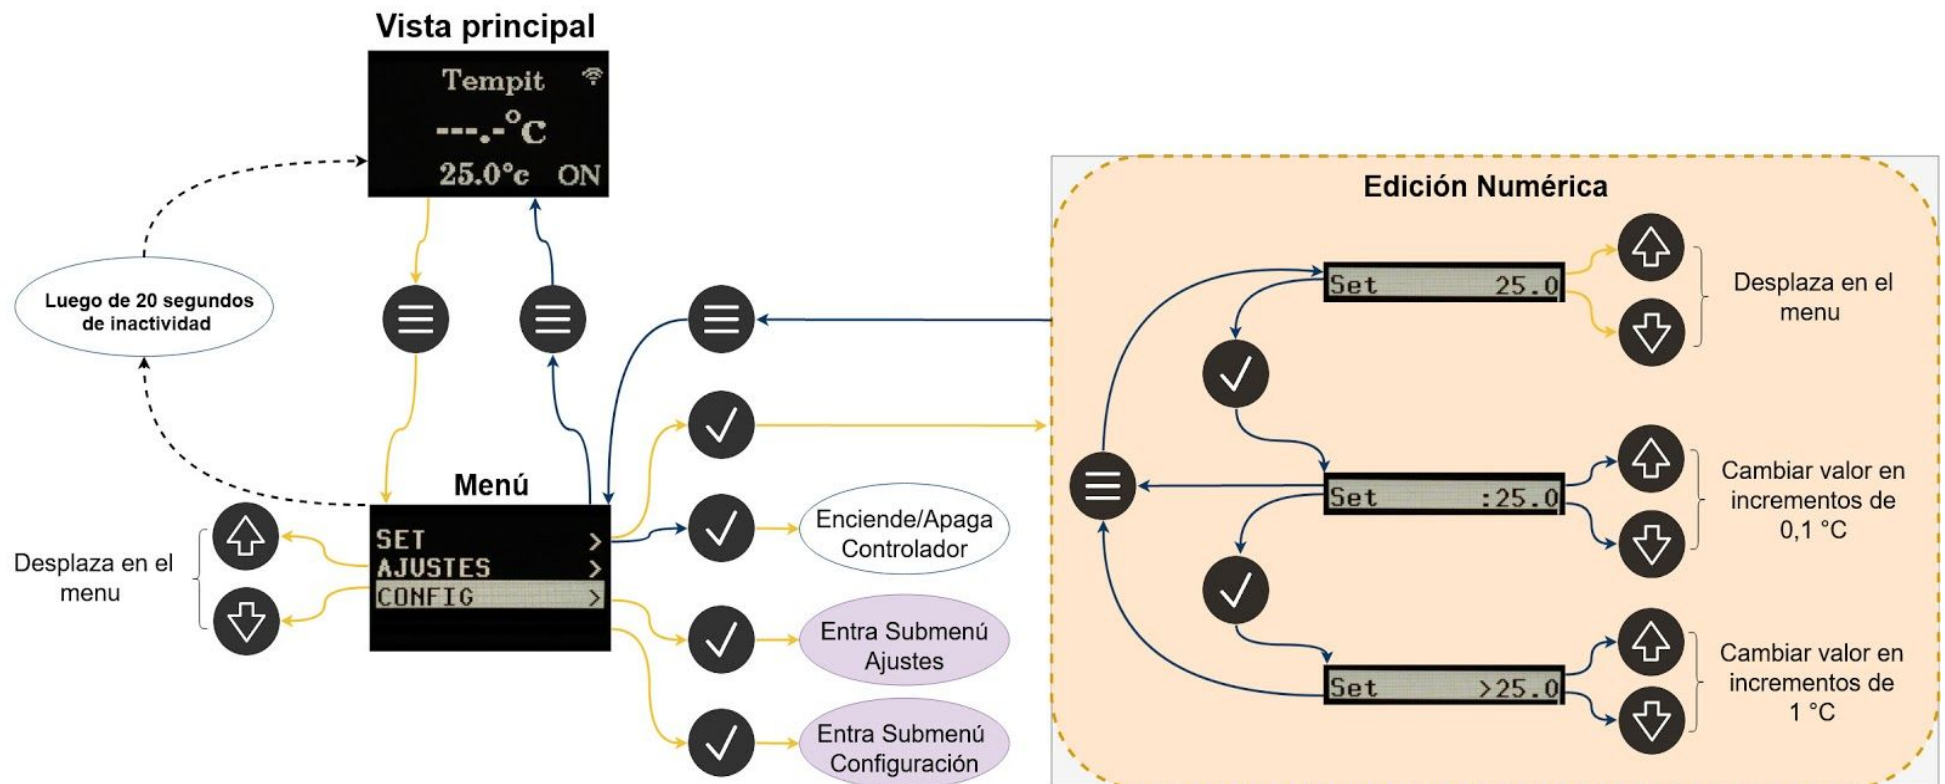 Vista principal
Tempit
---.-°C
25.0°c ON
Luego de 20 segundos
de inactividad
Menú
SET >
AJUSTES >
CONFIG >
Desplaza en el
menu
Enciende/Apaga
Controlador
Entra Submenú
Ajustes
Entra Submenú
Configuración
Edición Numérica
Set 25.0
Desplaza en el
menu
Set :25.0
Cambiar valor en
incrementos de
0,1 °C
Set >25.0
Cambiar valor en
incrementos de
1 °C